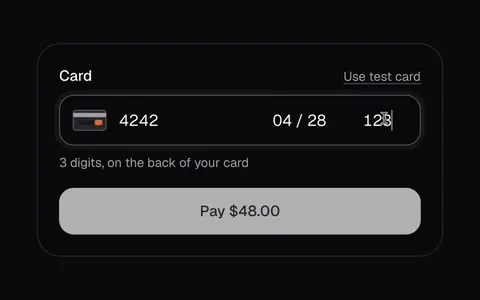 Card Use test card
4242 04 / 28 123
3 digits, on the back of your card
Pay $48.00